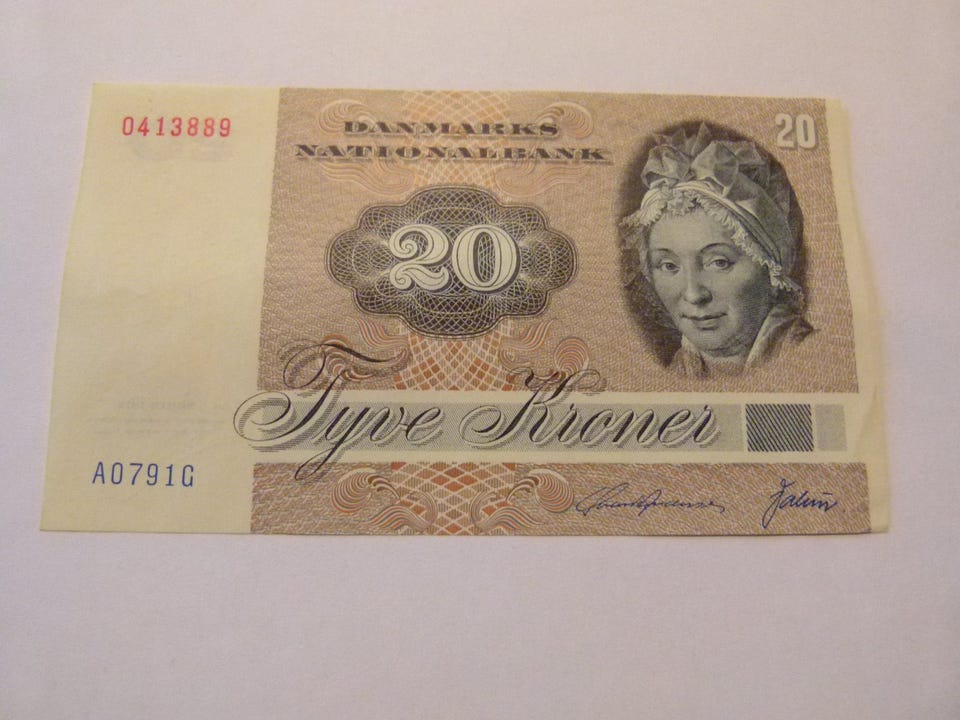 0413889
DANMARKS
NATIONALBANK
20
20
Tyve Kroner
A0791G